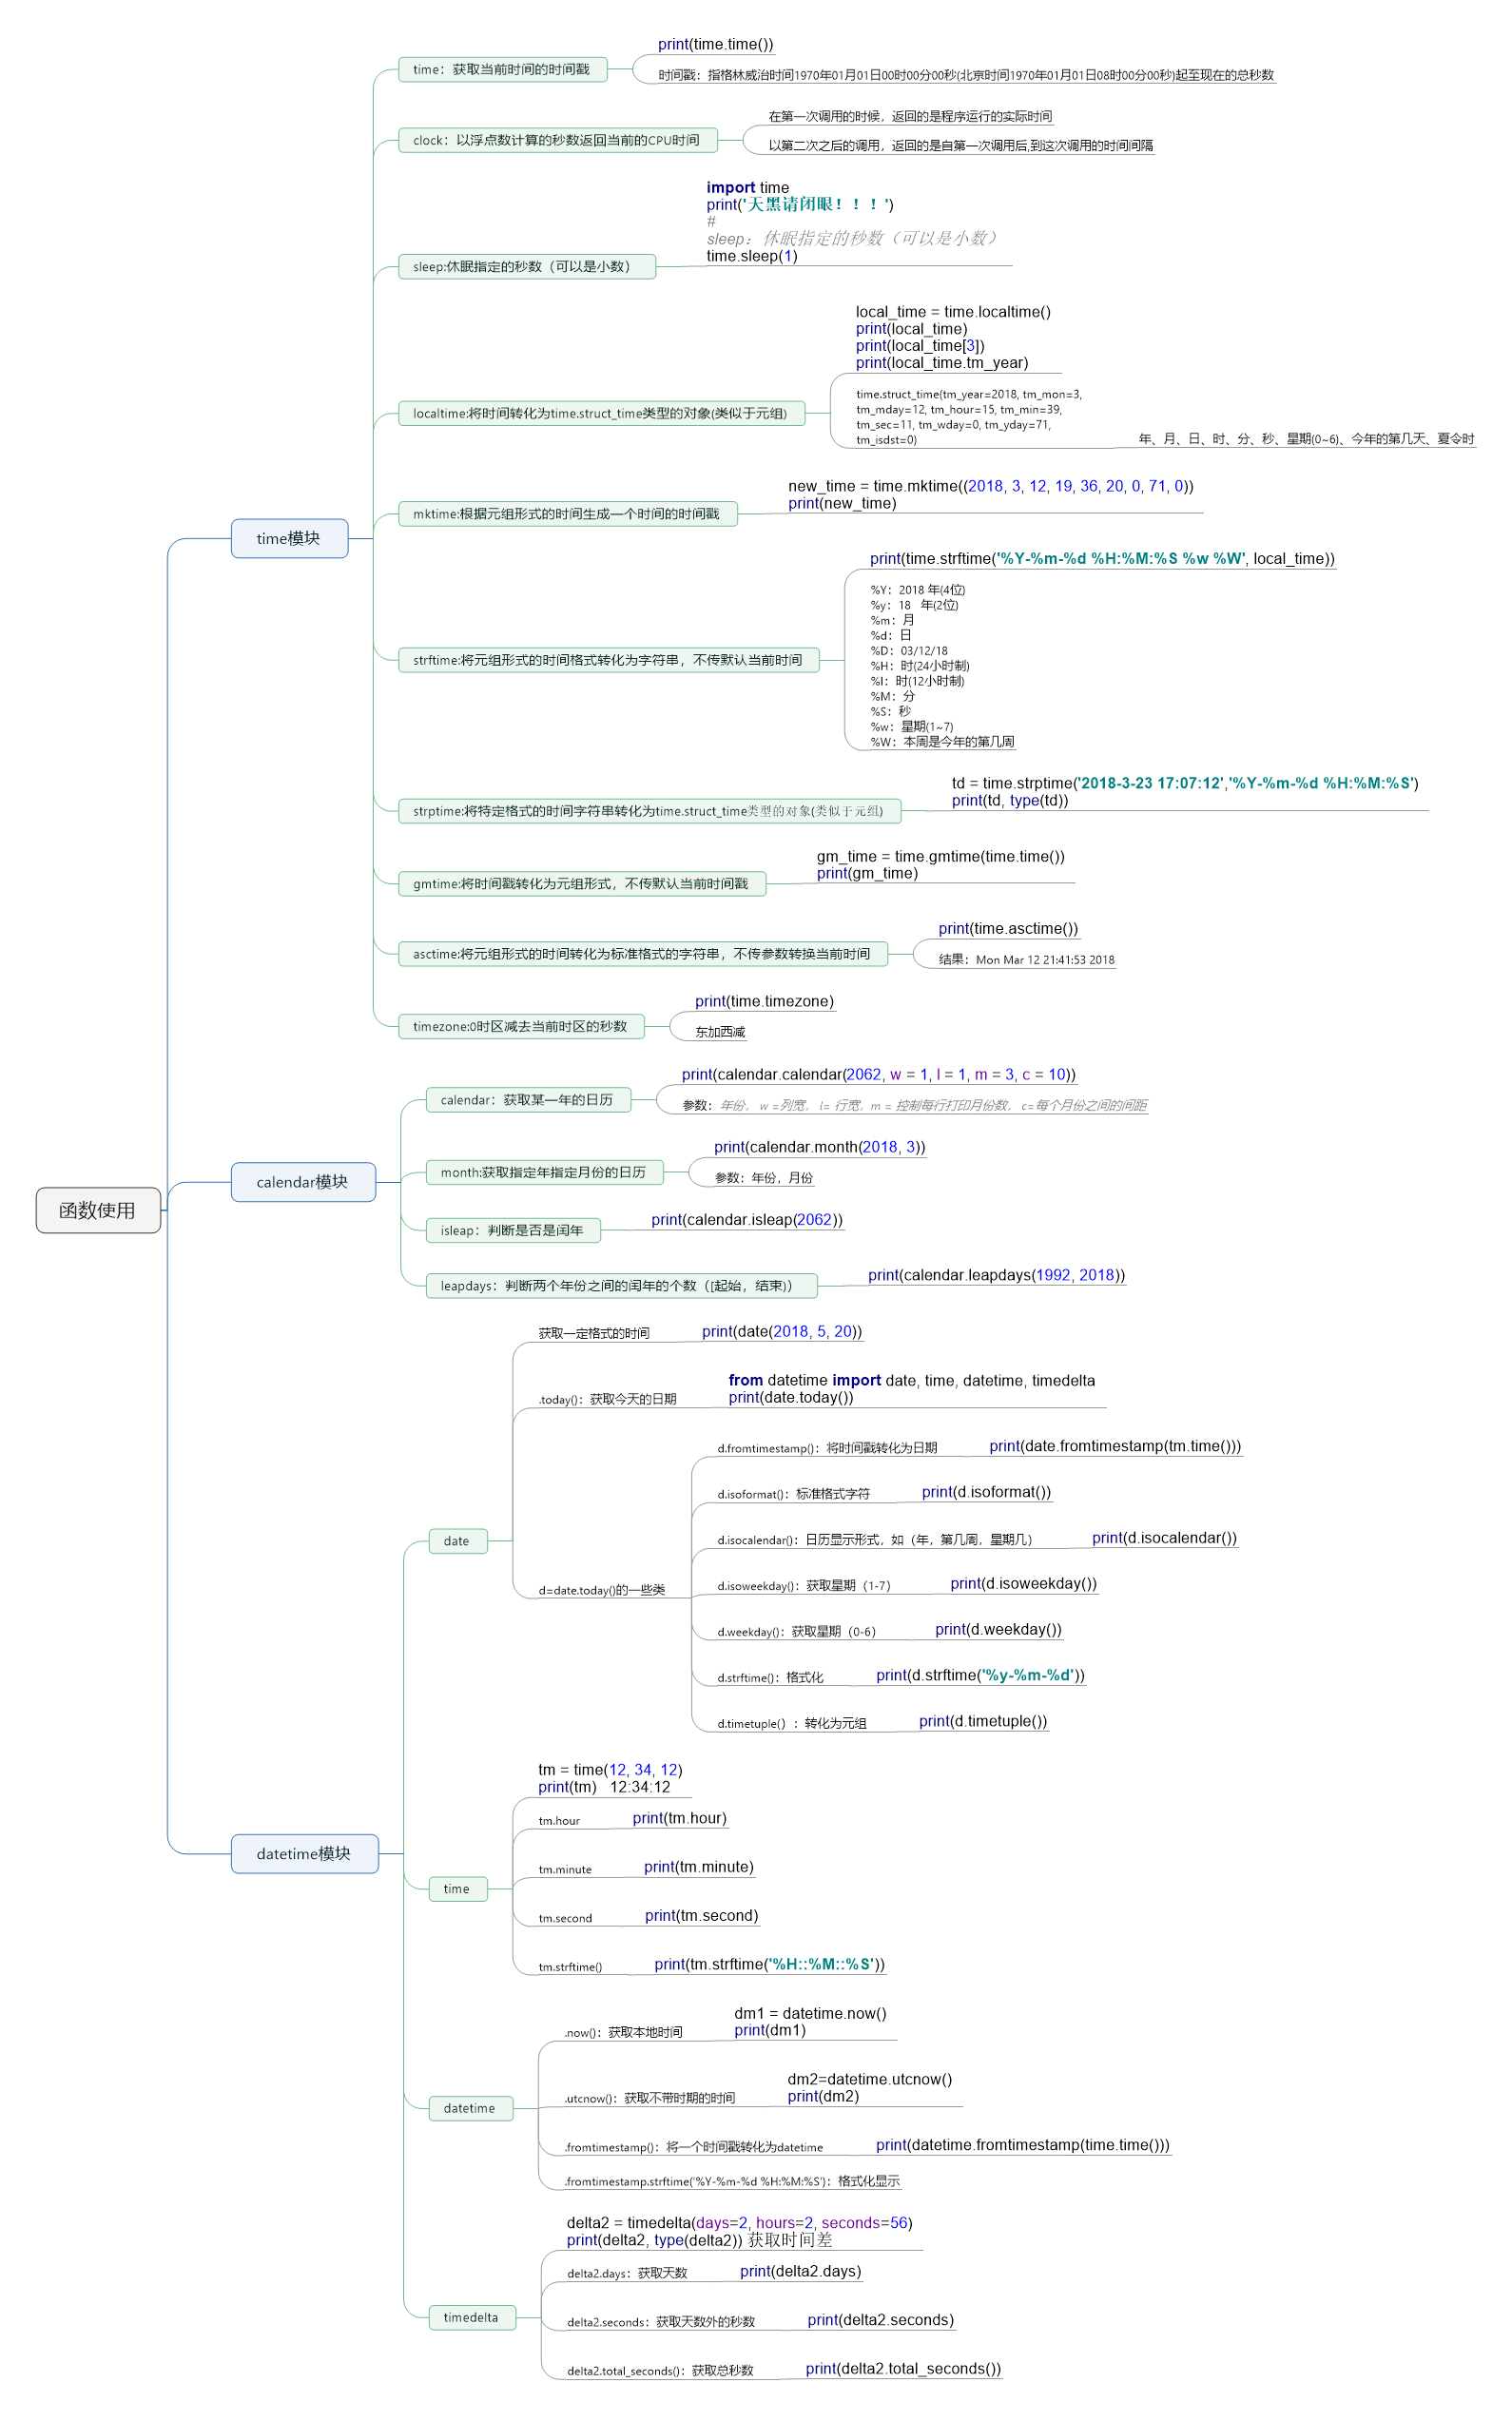 函数使用
time模块
time：获取当前时间的时间戳
print(time.time())
时间戳：指格林威治时间1970年01月01日00时00分00秒(北京时间1970年01月01日08时00分00秒)起至现在的总秒数
clock：以浮点数计算的秒数返回当前的CPU时间
在第一次调用的时候，返回的是程序运行的实际时间
以第二次之后的调用，返回的是自第一次调用后,到这次调用的时间间隔
sleep:休眠指定的秒数（可以是小数）
import time
print('天黑请闭眼！！！')
#
sleep：休眠指定的秒数（可以是小数）
time.sleep(1)
localtime:将时间转化为time.struct_time类型的对象(类似于元组)
local_time = time.localtime()
print(local_time)
print(local_time[3])
print(local_time.tm_year)
time.struct_time(tm_year=2018, tm_mon=3,
tm_mday=12, tm_hour=15, tm_min=39,
tm_sec=11, tm_wday=0, tm_yday=71,
tm_isdst=0)
年、月、日、时、分、秒、星期(0~6)、今年的第几天、夏令时
mktime:根据元组形式的时间生成一个时间的时间戳
new_time = time.mktime((2018, 3, 12, 19, 36, 20, 0, 71, 0))
print(new_time)
strftime:将元组形式的时间格式转化为字符串，不传默认当前时间
print(time.strftime('%Y-%m-%d %H:%M:%S %w %W', local_time))
%Y：2018 年(4位)
%y：18 年(2位)
%m：月
%d：日
%D：03/12/18
%H：时(24小时制)
%I：时(12小时制)
%M：分
%S：秒
%w：星期(1~7)
%W：本周是今年的第几周
strptime:将特定格式的时间字符串转化为time.struct_time类型的对象(类似于元组)
td = time.strptime('2018-3-23 17:07:12','%Y-%m-%d %H:%M:%S')
print(td, type(td))
gmtime:将时间戳转化为元组形式，不传默认当前时间戳
gm_time = time.gmtime(time.time())
print(gm_time)
asctime:将元组形式的时间转化为标准格式的字符串，不传参数转换当前时间
print(time.asctime())
结果：Mon Mar 12 21:41:53 2018
timezone:0时区减去当前时区的秒数
print(time.timezone)
东加西减
calendar模块
calendar：获取某一年的日历
print(calendar.calendar(2062, w = 1, l = 1, m = 3, c = 10))
参数：年份， w =列宽， l= 行宽，m = 控制每行打印月份数， c=每个月份之间的间距
month:获取指定年指定月份的日历
print(calendar.month(2018, 3))
参数：年份，月份
isleap：判断是否是闰年
print(calendar.isleap(2062))
leapdays：判断两个年份之间的闰年的个数（[起始，结束)）
print(calendar.leapdays(1992, 2018))
datetime模块
date
获取一定格式的时间
print(date(2018, 5, 20))
.today()：获取今天的日期
from datetime import date, time, datetime, timedelta
print(date.today())
d=date.today()的一些类
d.fromtimestamp()：将时间戳转化为日期
print(date.fromtimestamp(tm.time()))
d.isoformat()：标准格式字符
print(d.isoformat())
d.isocalendar()：日历显示形式，如（年，第几周，星期几）
print(d.isocalendar())
d.isoweekday()：获取星期（1-7）
print(d.isoweekday())
d.weekday()：获取星期（0-6）
print(d.weekday())
d.strftime()：格式化
print(d.strftime('%y-%m-%d'))
d.timetuple()：转化为元组
print(d.timetuple())
time
tm = time(12, 34, 12)
print(tm) 12:34:12
tm.hour
print(tm.hour)
tm.minute
print(tm.minute)
tm.second
print(tm.second)
tm.strftime()
print(tm.strftime('%H::%M::%S'))
datetime
.now()：获取本地时间
dm1 = datetime.now()
print(dm1)
.utcnow()：获取不带时期的时间
dm2=datetime.utcnow()
print(dm2)
.fromtimestamp()：将一个时间戳转化为datetime
print(datetime.fromtimestamp(time.time()))
.fromtimestamp.strftime('%Y-%m-%d %H:%M:%S')：格式化显示
timedelta
delta2 = timedelta(days=2, hours=2, seconds=56)
print(delta2, type(delta2)) 获取时间差
delta2.days：获取天数
print(delta2.days)
delta2.seconds：获取天数外的秒数
print(delta2.seconds)
delta2.total_seconds()：获取总秒数
print(delta2.total_seconds())